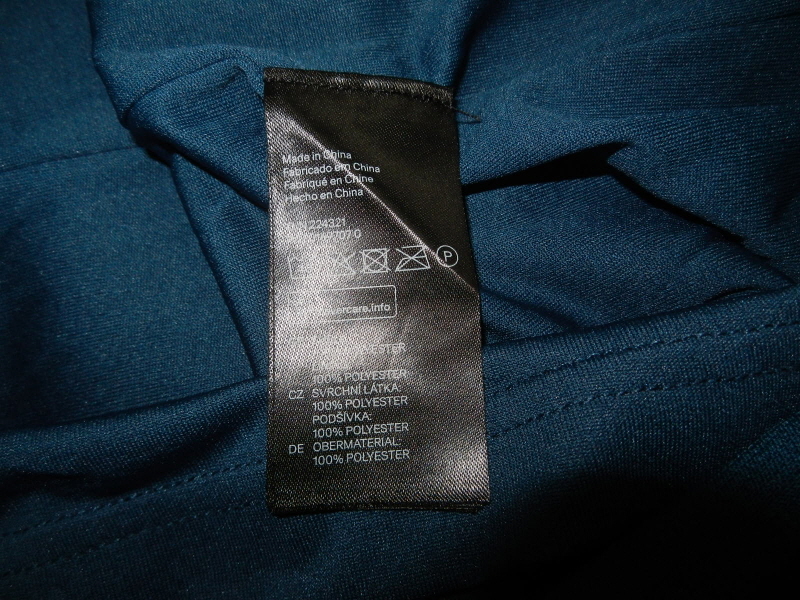 Made in China
Fabricado em China
Fabriqué en Chine
Hecho en China
224321
P
100% POLYESTER
CZ SVRCHNÍ LÁTKA:
100% POLYESTER
PODŠÍVKA:
100% POLYESTER
DE OBERMATERIAL:
100% POLYESTER